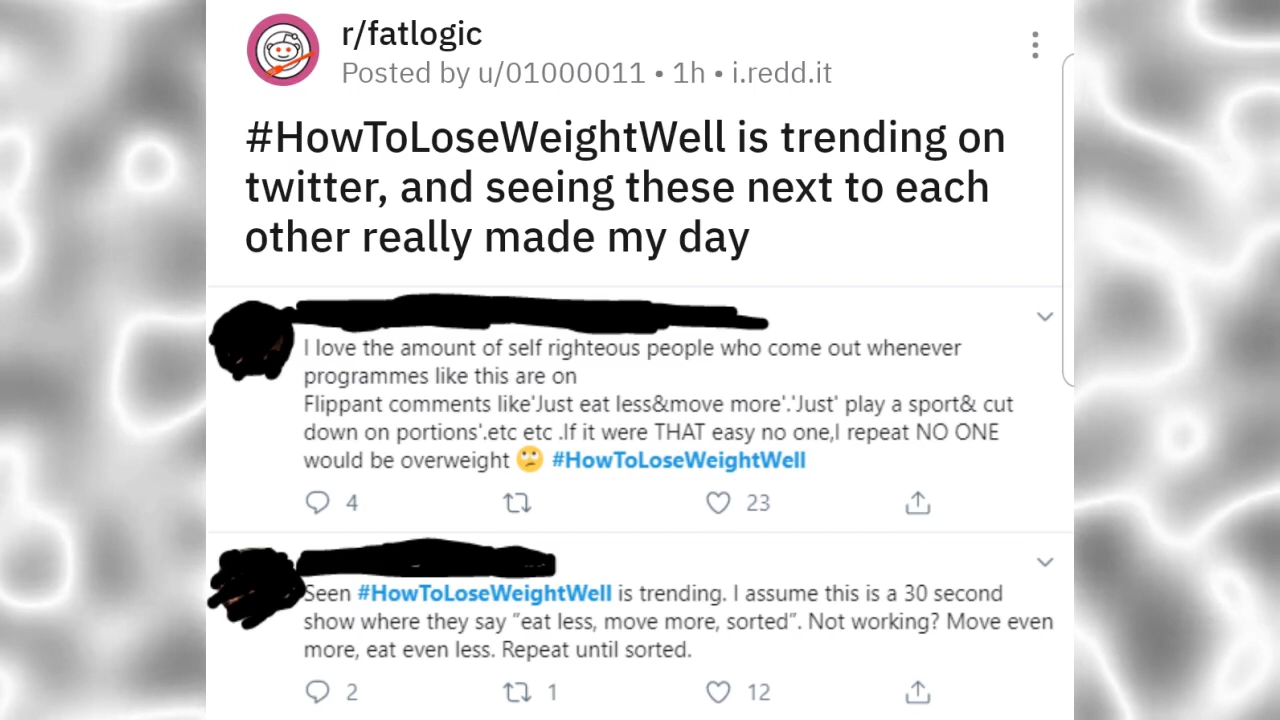 r/fatlogic
Posted by u/01000011 • 1h • i.redd.it
#HowToLoseWeightWell is trending on
twitter, and seeing these next to each
other really made my day
I love the amount of self righteous people who come out whenever
programmes like this are on
Flippant comments like'Just eat less&move more'.'Just' play a sport& cut
down on portions'.etc etc .If it were THAT easy no one,I repeat NO ONE
would be overweight 🙄 #HowToLoseWeightWell
4 23
Seen #HowToLoseWeightWell is trending. I assume this is a 30 second
show where they say "eat less, move more, sorted". Not working? Move even
more, eat even less. Repeat until sorted.
2 1 12